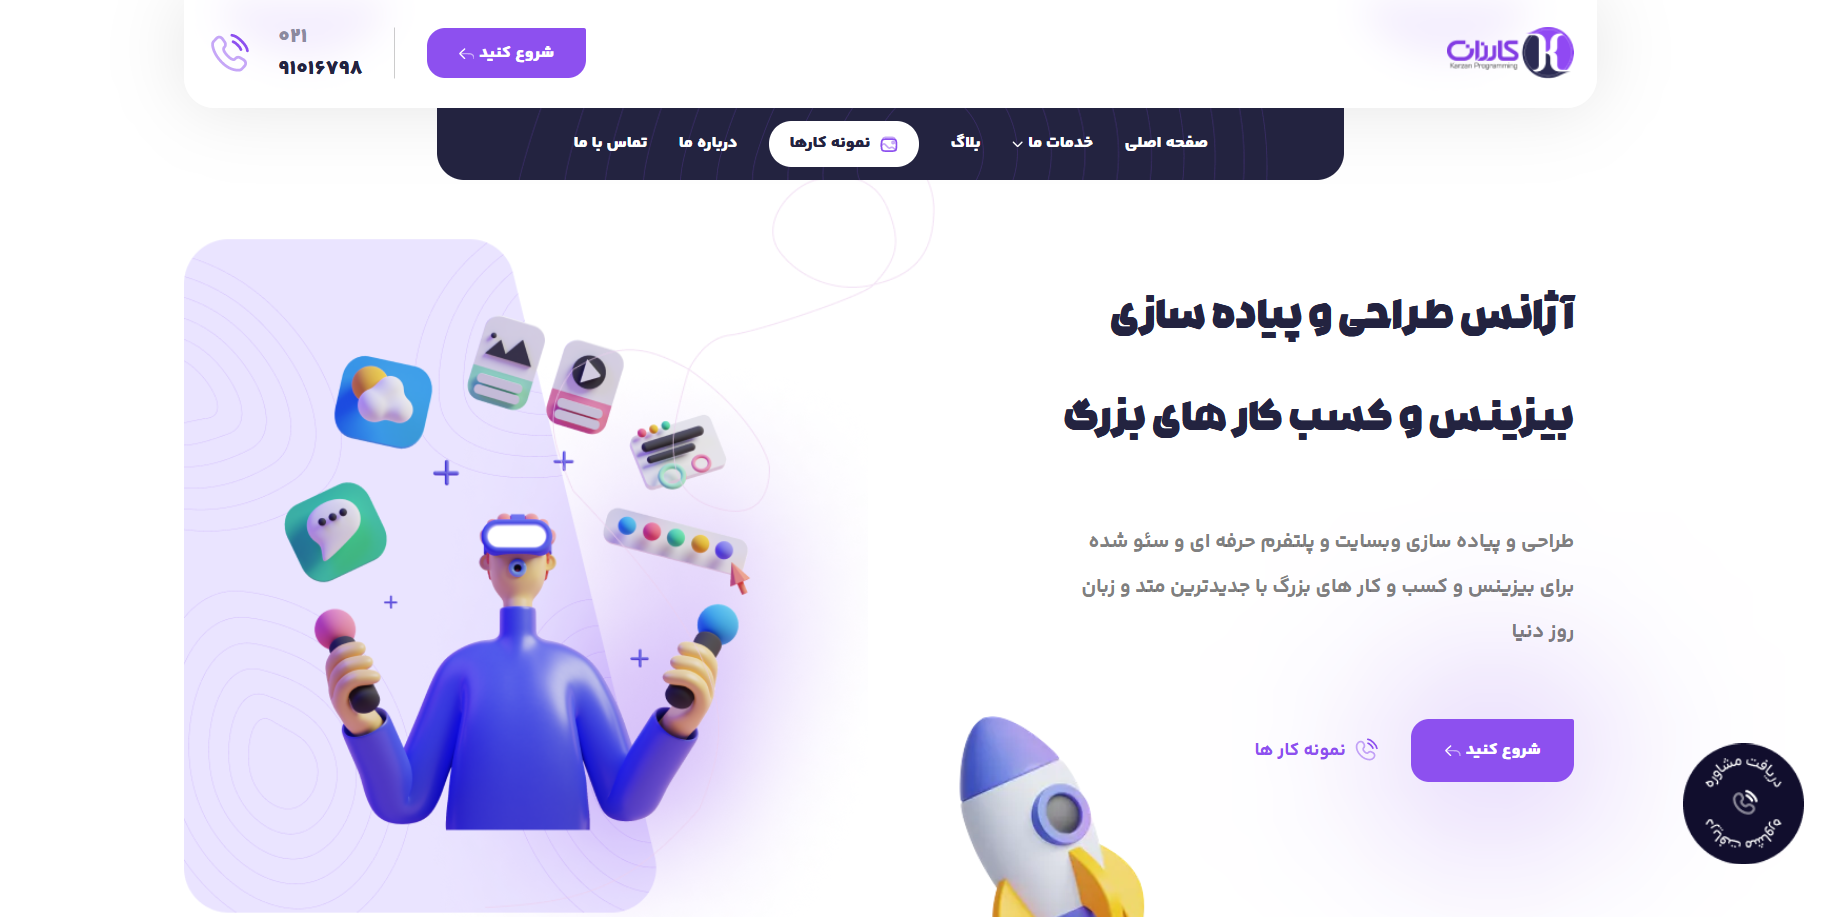 کارزان
Karzan Programming
شروع کنید
۰۲۱
۹۱۰۱۶۷۹۸
صفحه اصلی
خدمات ما
بلاگ
نمونه کارها
درباره ما
تماس با ما
آژانس طراحی و پیاده سازی
بیزینس و کسب کار های بزرگ
طراحی و پیاده سازی وبسایت و پلتفرم حرفه ای و سئو شده
برای بیزینس و کسب و کار های بزرگ با جدیدترین متد و زبان
روز دنیا
شروع کنید
نمونه کار ها
دریافت مشاوره
دریافت مشاوره